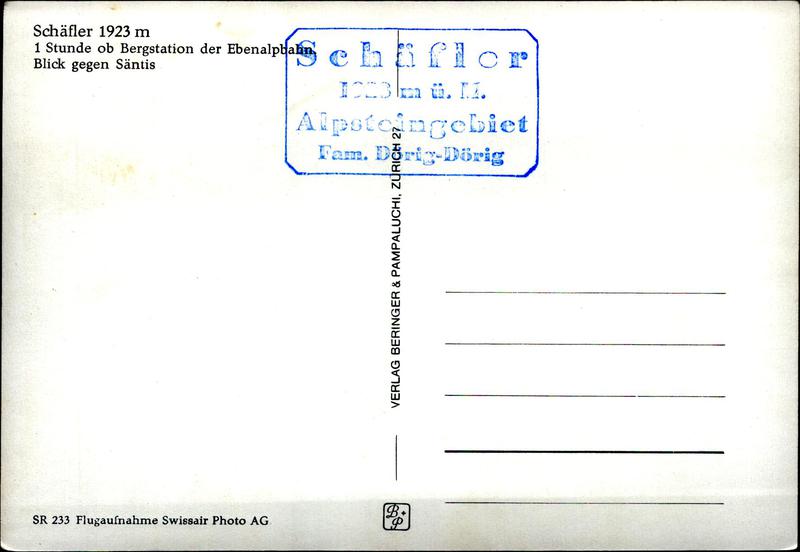 Schäfler 1923 m
1 Stunde ob Bergstation der Ebenalpbahn.
Blick gegen Säntis
Schäfler
1923 m ü. M.
Alpsteingebiet
Fam. Dörig-Dörig
VERLAG BERINGER & PAMPALUCHI, ZÜRICH 27
SR 233 Flugaufnahme Swissair Photo AG
B+P